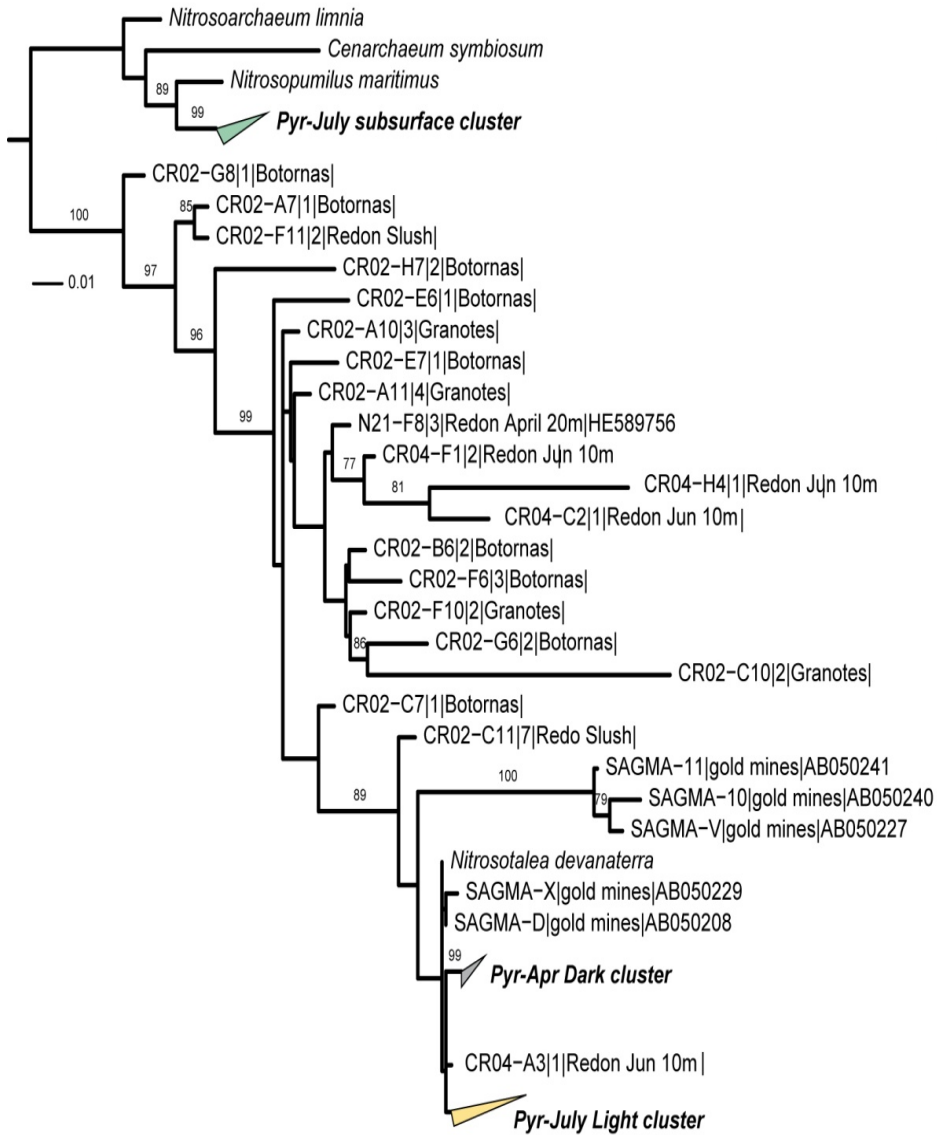 Nitrosoarchaeum limnia
Cenarchaeum symbiosum
Nitrosopumilus maritimus
89
99
Pyr-July subsurface cluster
CR02−G8|1|Botornas|
100
85
CR02−A7|1|Botornas|
CR02−F11|2|Redon Slush|
97
0.01
CR02−H7|2|Botornas|
CR02−E6|1|Botornas|
96
CR02−A10|3|Granotes|
CR02−E7|1|Botornas|
CR02−A11|4|Granotes|
99
N21−F8|3|Redon April 20m|HE589756
CR04−F1|2|Redon Jun 10m
77
81
CR04−H4|1|Redon Jun 10m
CR04−C2|1|Redon Jun 10m|
CR02−B6|2|Botornas|
CR02−F6|3|Botornas|
CR02−F10|2|Granotes|
86
CR02−G6|2|Botornas|
CR02−C10|2|Granotes|
CR02−C7|1|Botornas|
CR02−C11|7|Redo Slush|
100
SAGMA−11|gold mines|AB050241
89
79
SAGMA−10|gold mines|AB050240
SAGMA−V|gold mines|AB050227
Nitrosotalea devanaterra
SAGMA−X|gold mines|AB050229
SAGMA−D|gold mines|AB050208
99
Pyr-Apr Dark cluster
CR04−A3|1|Redon Jun 10m|
Pyr-July Light cluster